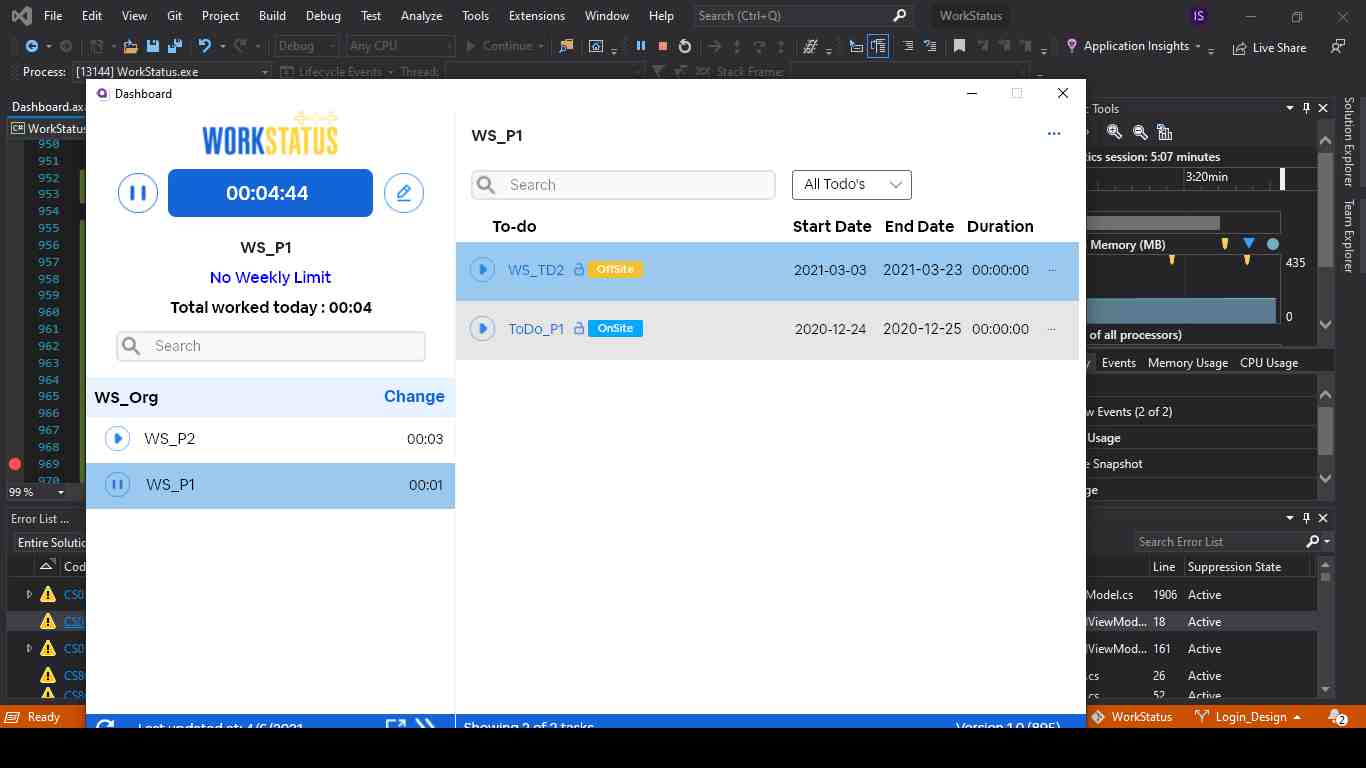 File Edit View Git Project Build Debug Test Analyze Tools Extensions Window Help Search (Ctrl+Q) WorkStatus IS
Debug Any CPU Continue Application Insights Live Share
Process: [13144] WorkStatus.exe Lifecycle Events Thread: Stack Frame:
Dashboard
Dashboard.ax
C# WorkStatus
950
951
952
953
954
955
956
957
958
959
960
961
962
963
964
965
966
967
968
969
970
99 %
WORKSTATUS
00:04:44
WS_P1
No Weekly Limit
Total worked today : 00:04
Search
WS_Org Change
WS_P2 00:03
WS_P1 00:01
WS_P1 ...
Search All Todo's
To-do Start Date End Date Duration
WS_TD2 OffSite 2021-03-03 2021-03-23 00:00:00 ...
ToDo_P1 OnSite 2020-12-24 2020-12-25 00:00:00 ...
Last updated at: 4/6/2021
Showing 2 of 2 tasks
Version 1.0 (895)
Tools
ics session: 5:07 minutes
3:20min
Memory (MB)
435
0
of all processors)
Events Memory Usage CPU Usage
w Events (2 of 2)
Usage
e Snapshot
ge
Solution Explorer
Team Explorer
Error List ...
Entire Solutio
Search Error List
Cod Line Suppression State
CS0 Model.cs 1906 Active
CS0 lViewMod... 18 Active
CS0 lViewMod... 161 Active
CS8 .cs 26 Active
CS8 .cs 52 Active
Ready WorkStatus Login_Design 2